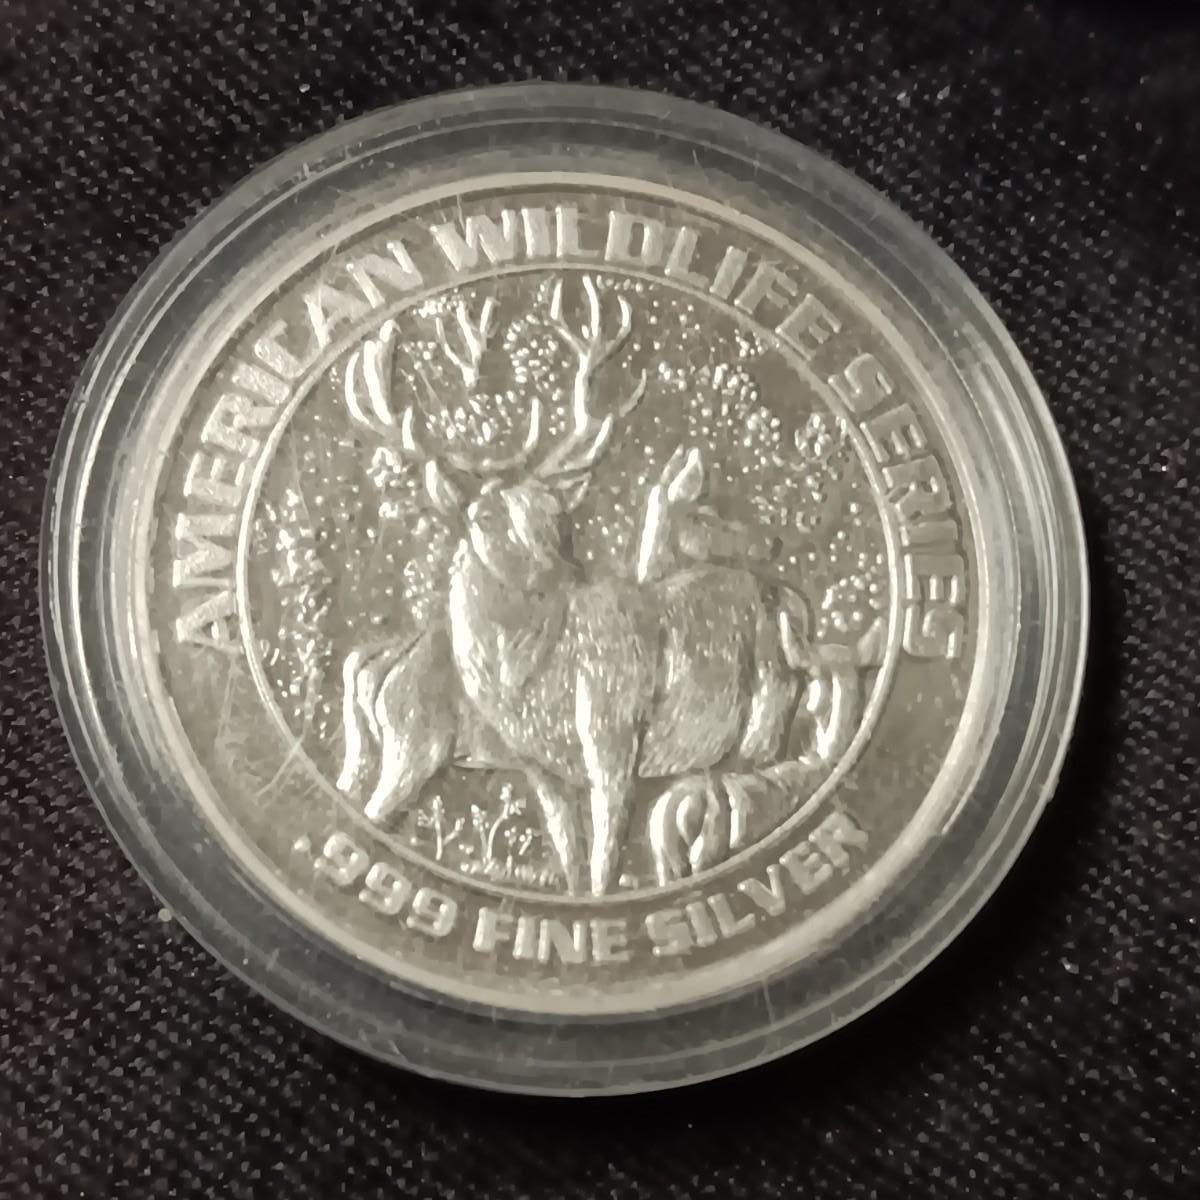 AMERICAN WILDLIFE SERIES
.999 FINE SILVER